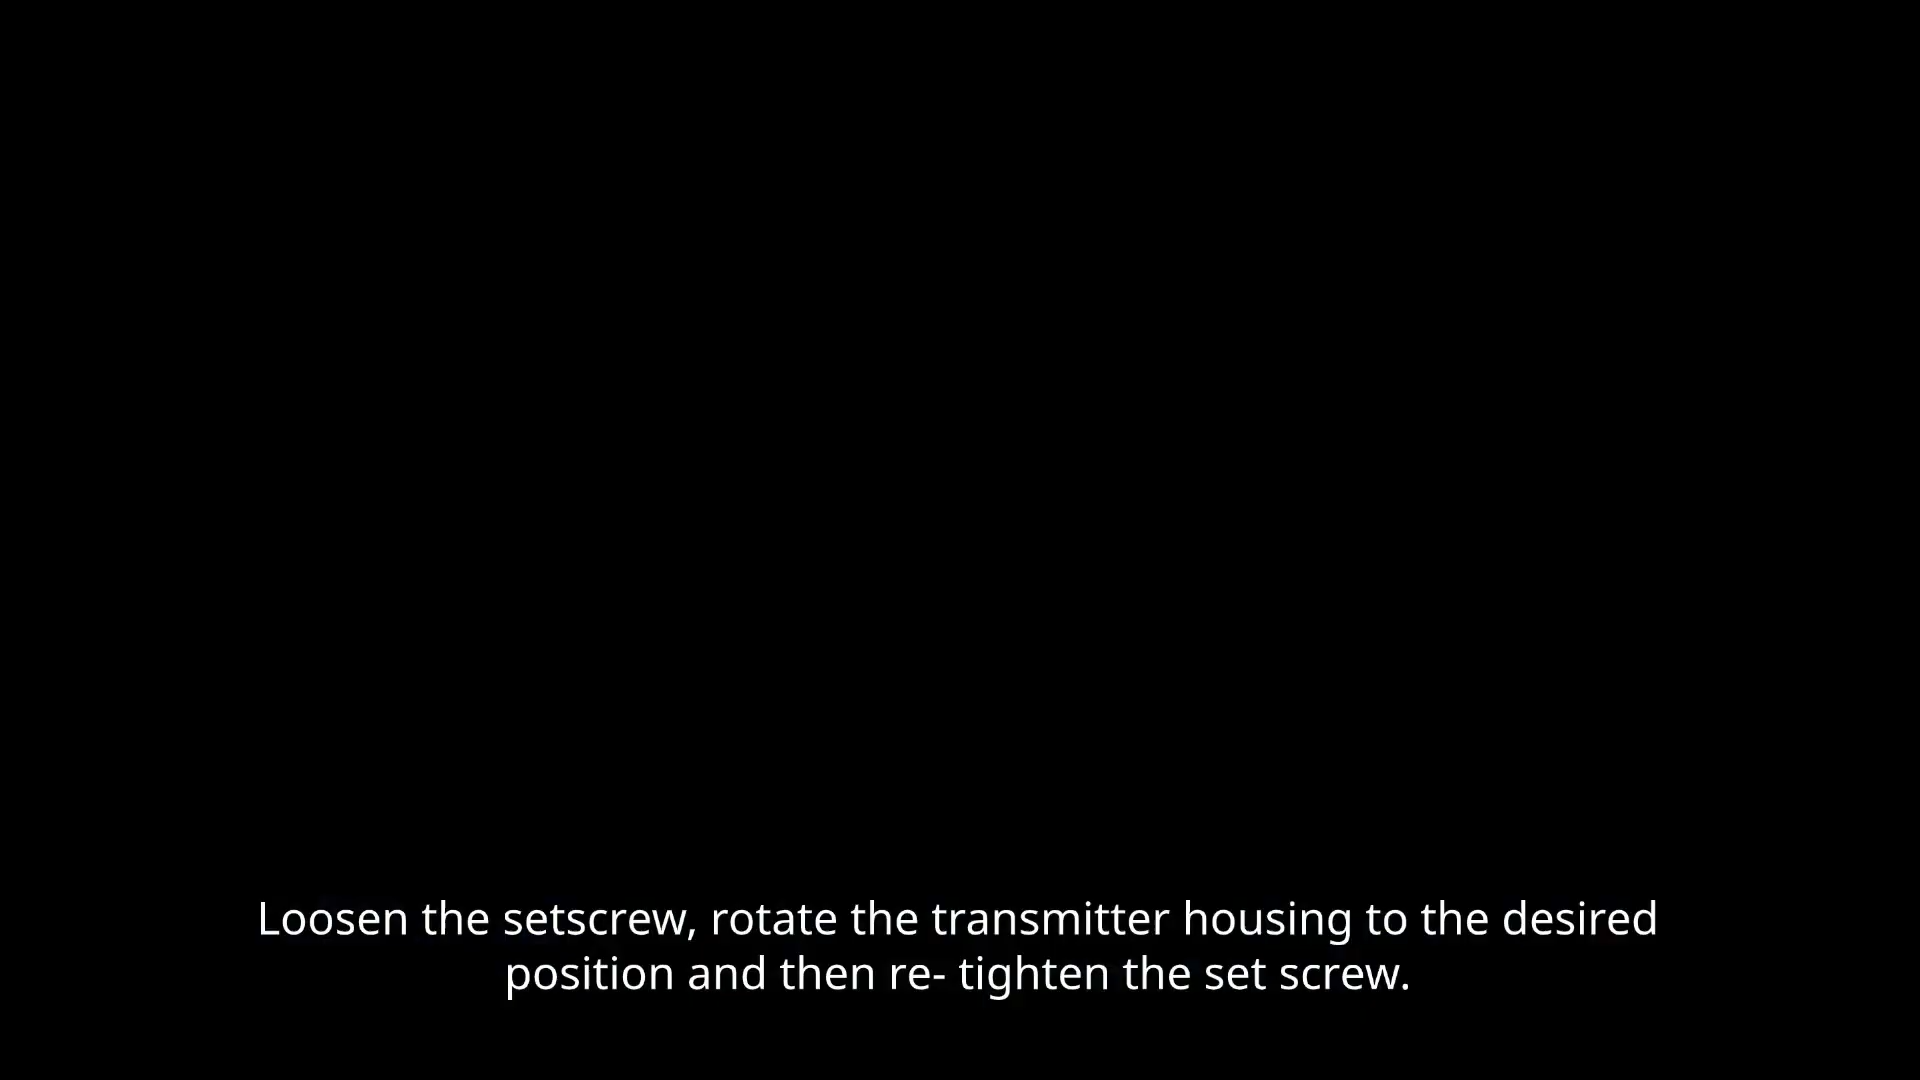 Loosen the setscrew, rotate the transmitter housing to the desired
position and then re- tighten the set screw.